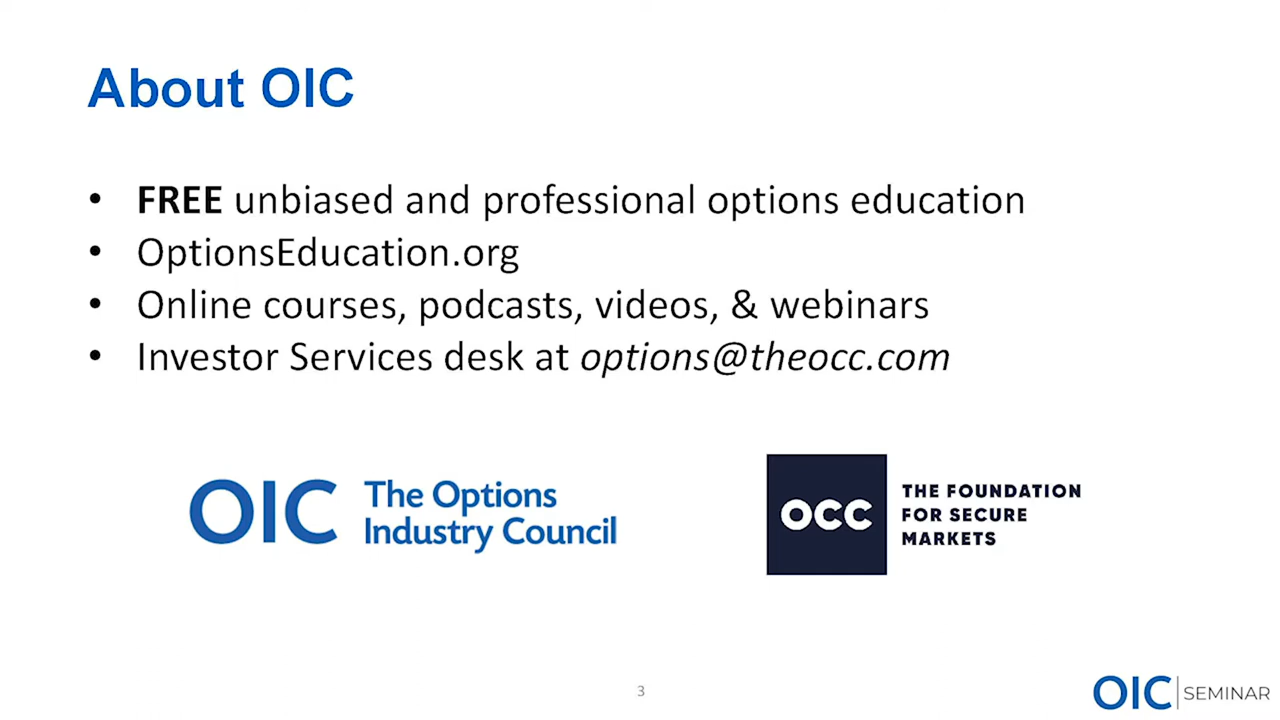 About OIC
• FREE unbiased and professional options education
• OptionsEducation.org
• Online courses, podcasts, videos, & webinars
• Investor Services desk at options@theocc.com
OIC The Options
Industry Council
OCC THE FOUNDATION
FOR SECURE
MARKETS
3
OIC SEMINAR